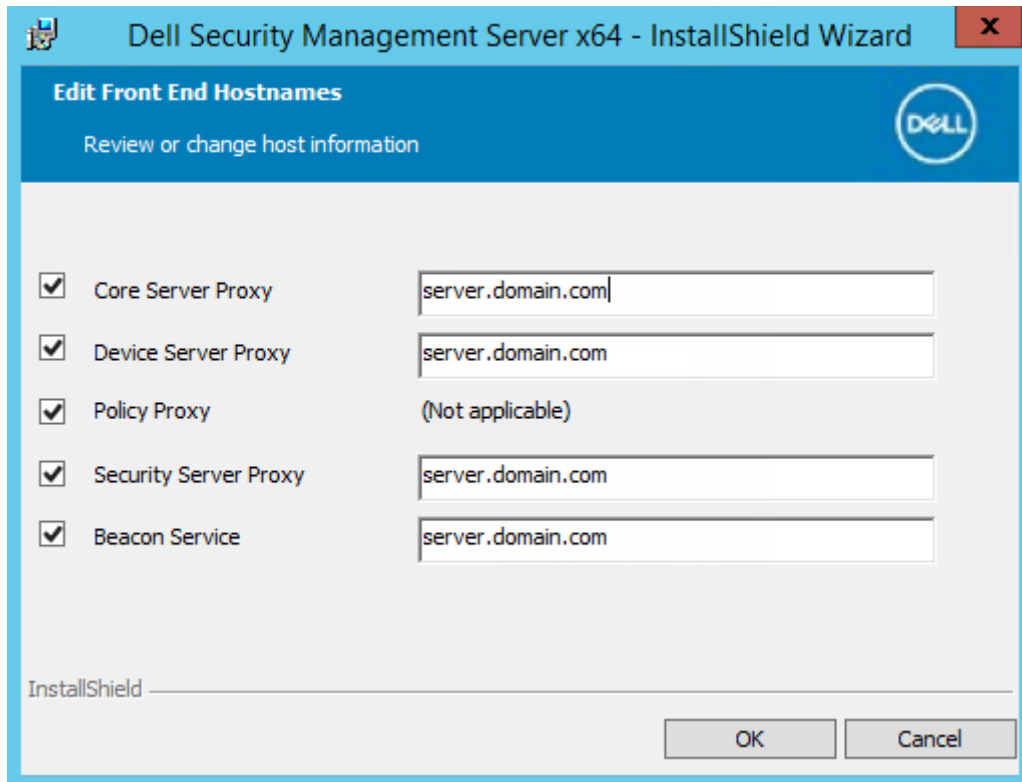 Dell Security Management Server x64 - InstallShield Wizard x
Edit Front End Hostnames
Review or change host information
DELL
Core Server Proxy server.domain.com
Device Server Proxy server.domain.com
Policy Proxy (Not applicable)
Security Server Proxy server.domain.com
Beacon Service server.domain.com
InstallShield
OK Cancel